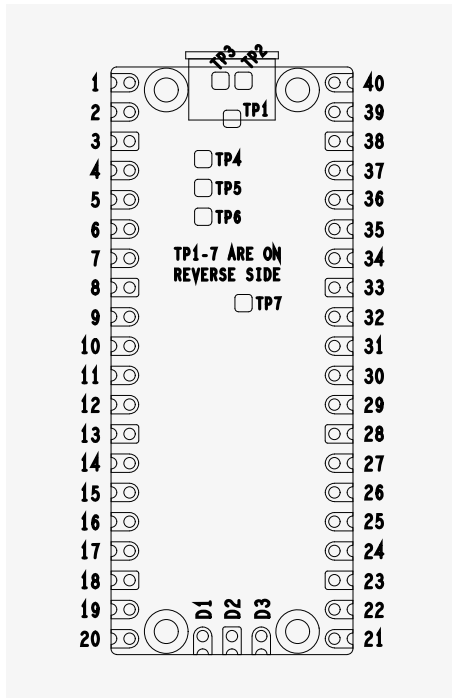 TP3 TP2
1 40
TP1
2 39
3 38
TP4
4 37
TP5
5 36
TP6
6 35
TP1-7 ARE ON
7 34
REVERSE SIDE
8 33
TP7
9 32
10 31
11 30
12 29
13 28
14 27
15 26
16 25
17 24
18 23
D1 D2 D3
19 22
20 21